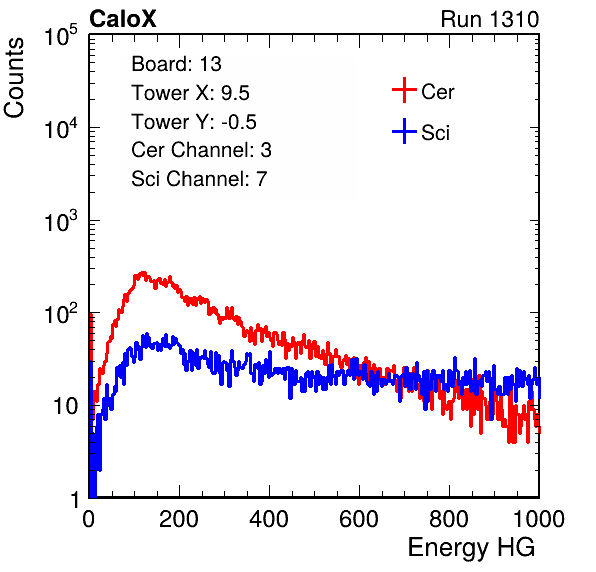 CaloX Run 1310
Counts
10^5
10^4
10^3
10^2
10
1
Board: 13
Tower X: 9.5
Tower Y: -0.5
Cer Channel: 3
Sci Channel: 7
Cer
Sci
0 200 400 600 800 1000
Energy HG